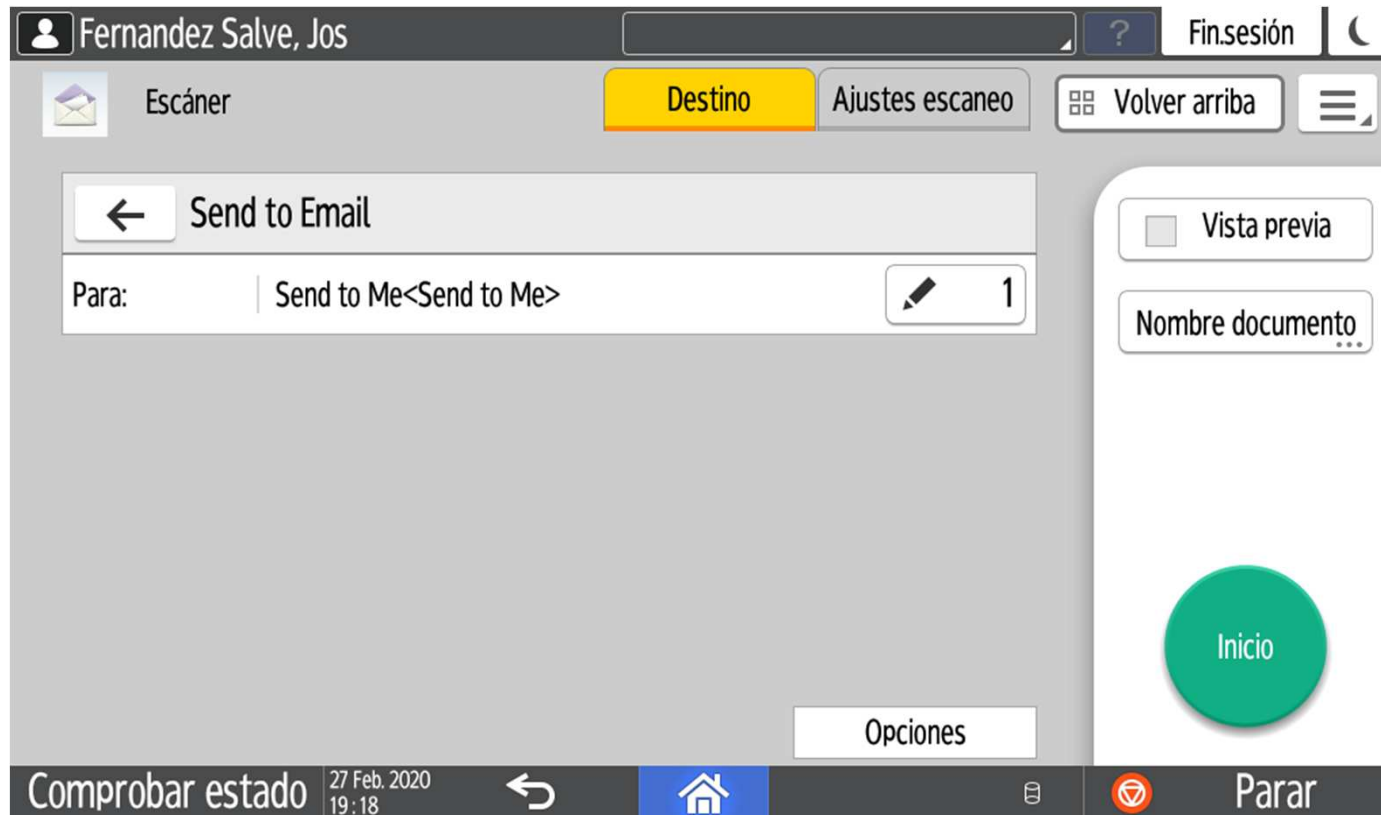 Fernandez Salve, Jos
?
Fin.sesión
Escáner
Destino
Ajustes escaneo
Volver arriba
Send to Email
Vista previa
Para:
Send to Me<Send to Me>
1
Nombre documento
Inicio
Opciones
Comprobar estado
27 Feb. 2020
19:18
Parar